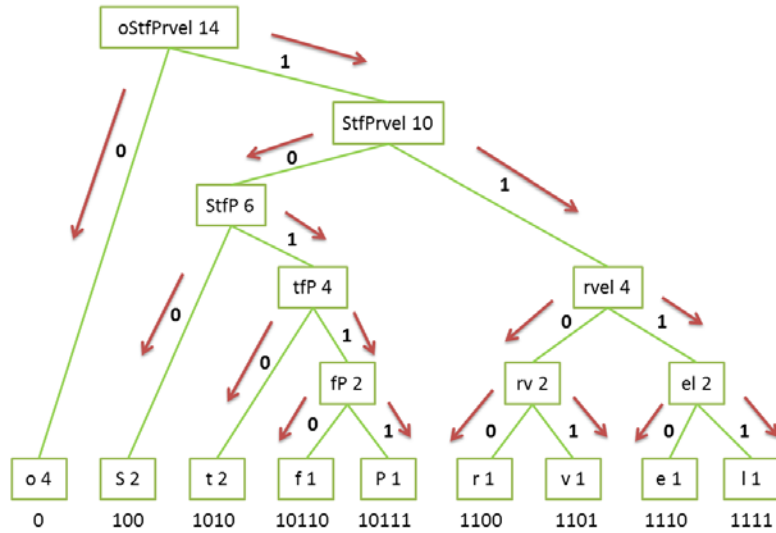 oStfPrvel 14
1
0
StfPrvel 10
0
1
StfP 6
1
0
tfP 4
rvel 4
0
1
0
1
fP 2
rv 2
el 2
0
1
0
1
0
1
o 4
S 2
t 2
f 1
P 1
r 1
v 1
e 1
l 1
0
100
1010
10110
10111
1100
1101
1110
1111